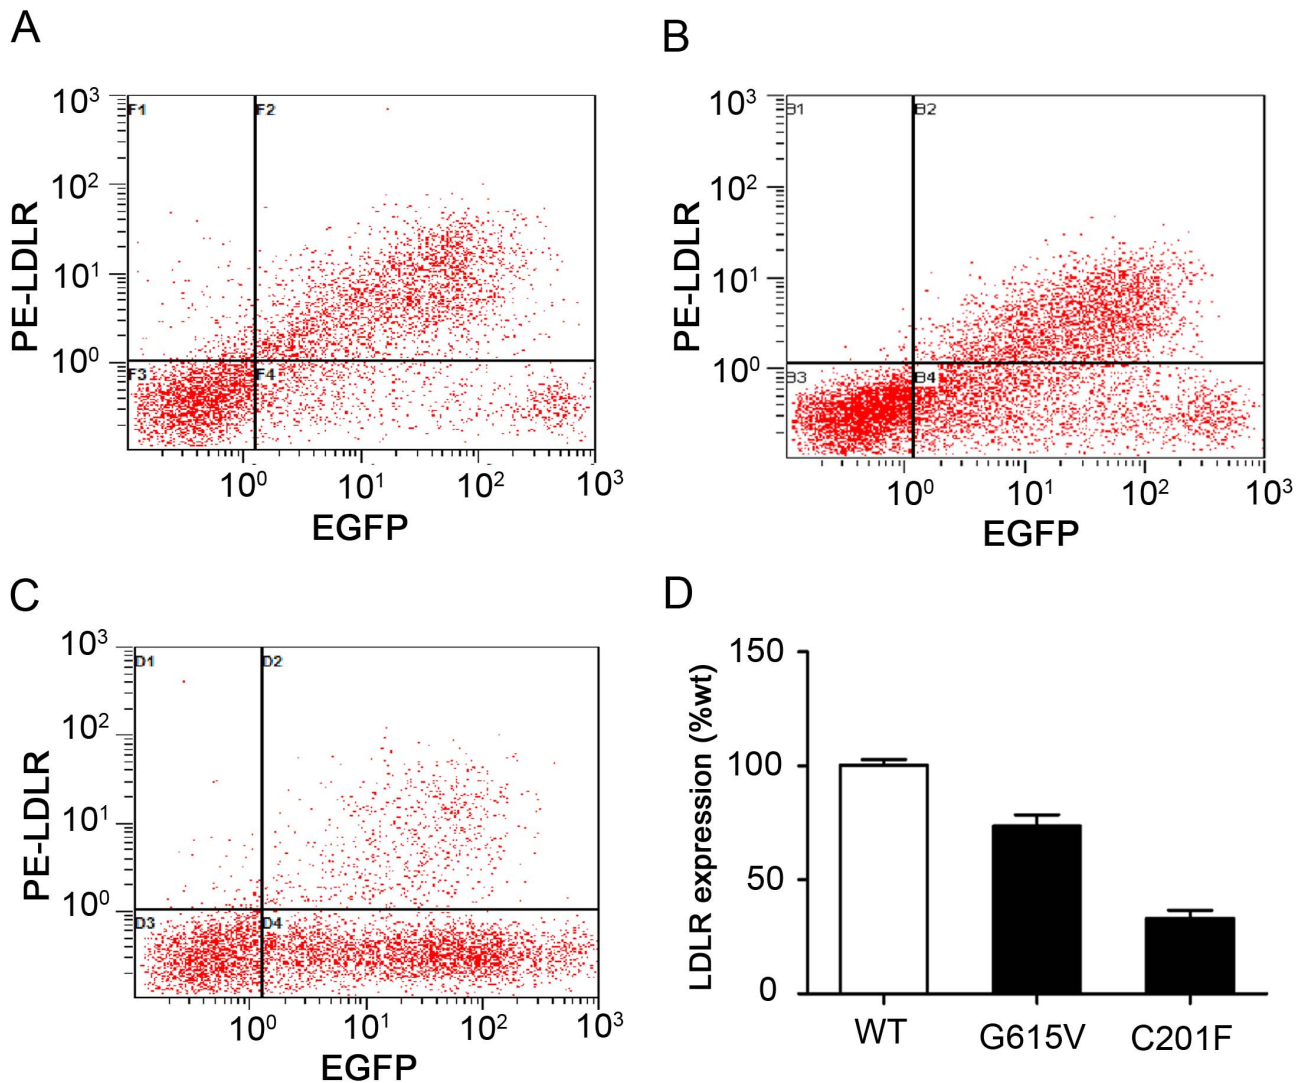 A
10³
F1
F2
10²
10¹
10⁰
F3
F4
PE-LDLR
10⁰
10¹
10²
10³
EGFP
B
10³
B1
B2
10²
10¹
10⁰
B3
B4
PE-LDLR
10⁰
10¹
10²
10³
EGFP
C
10³
D1
D2
10²
10¹
10⁰
D3
D4
PE-LDLR
10⁰
10¹
10²
10³
EGFP
D
150
100
50
0
LDLR expression (%wt)
WT
G615V
C201F